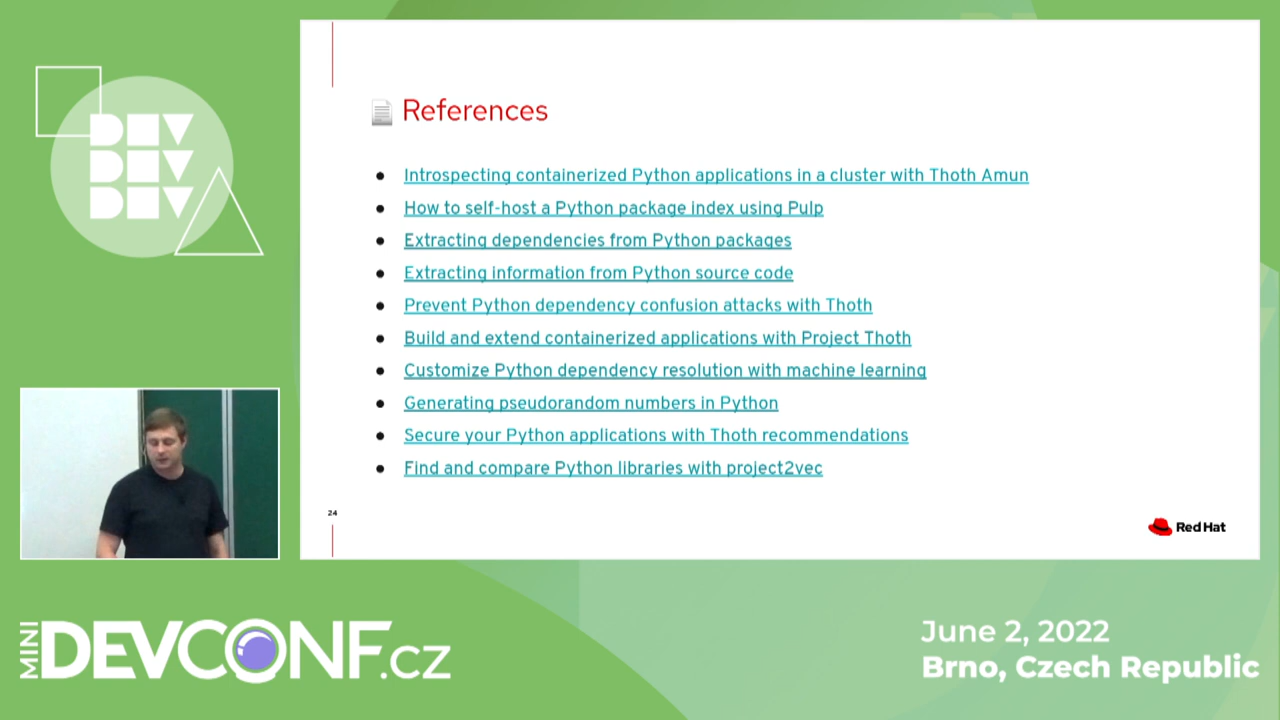 DEV
DEV
DEV
References
Introspecting containerized Python applications in a cluster with Thoth Amun
How to self-host a Python package index using Pulp
Extracting dependencies from Python packages
Extracting information from Python source code
Prevent Python dependency confusion attacks with Thoth
Build and extend containerized applications with Project Thoth
Customize Python dependency resolution with machine learning
Generating pseudorandom numbers in Python
Secure your Python applications with Thoth recommendations
Find and compare Python libraries with project2vec
24
Red Hat
MINI DEVCONF.CZ
June 2, 2022
Brno, Czech Republic